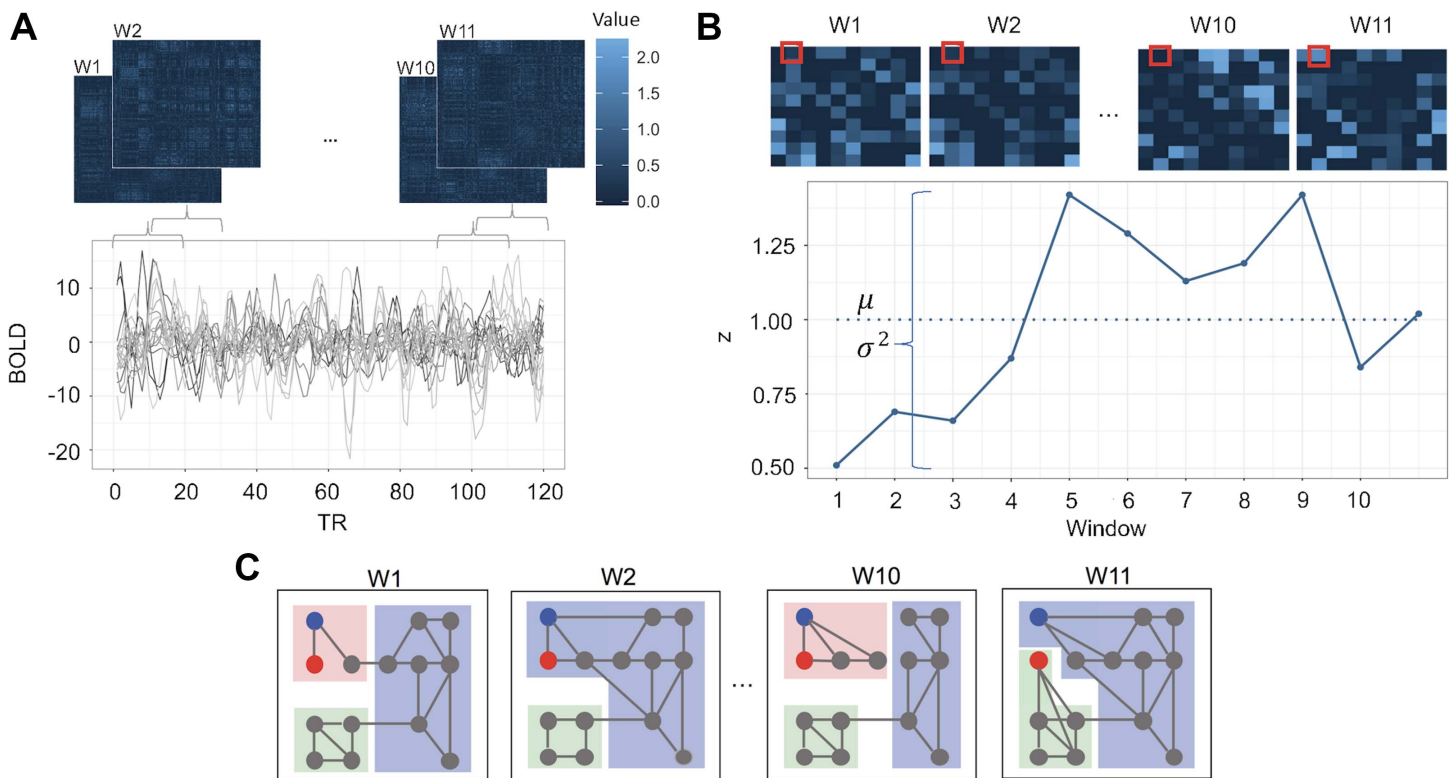 A
W2
W1
...
W11
W10
Value
2.0
1.5
1.0
0.5
0.0
BOLD
10
0
-10
-20
0 20 40 60 80 100 120
TR
B
W1 W2 ... W10 W11
z
1.25
1.00
0.75
0.50
μ
σ²
1 2 3 4 5 6 7 8 9 10
Window
C
W1 W2 ... W10 W11